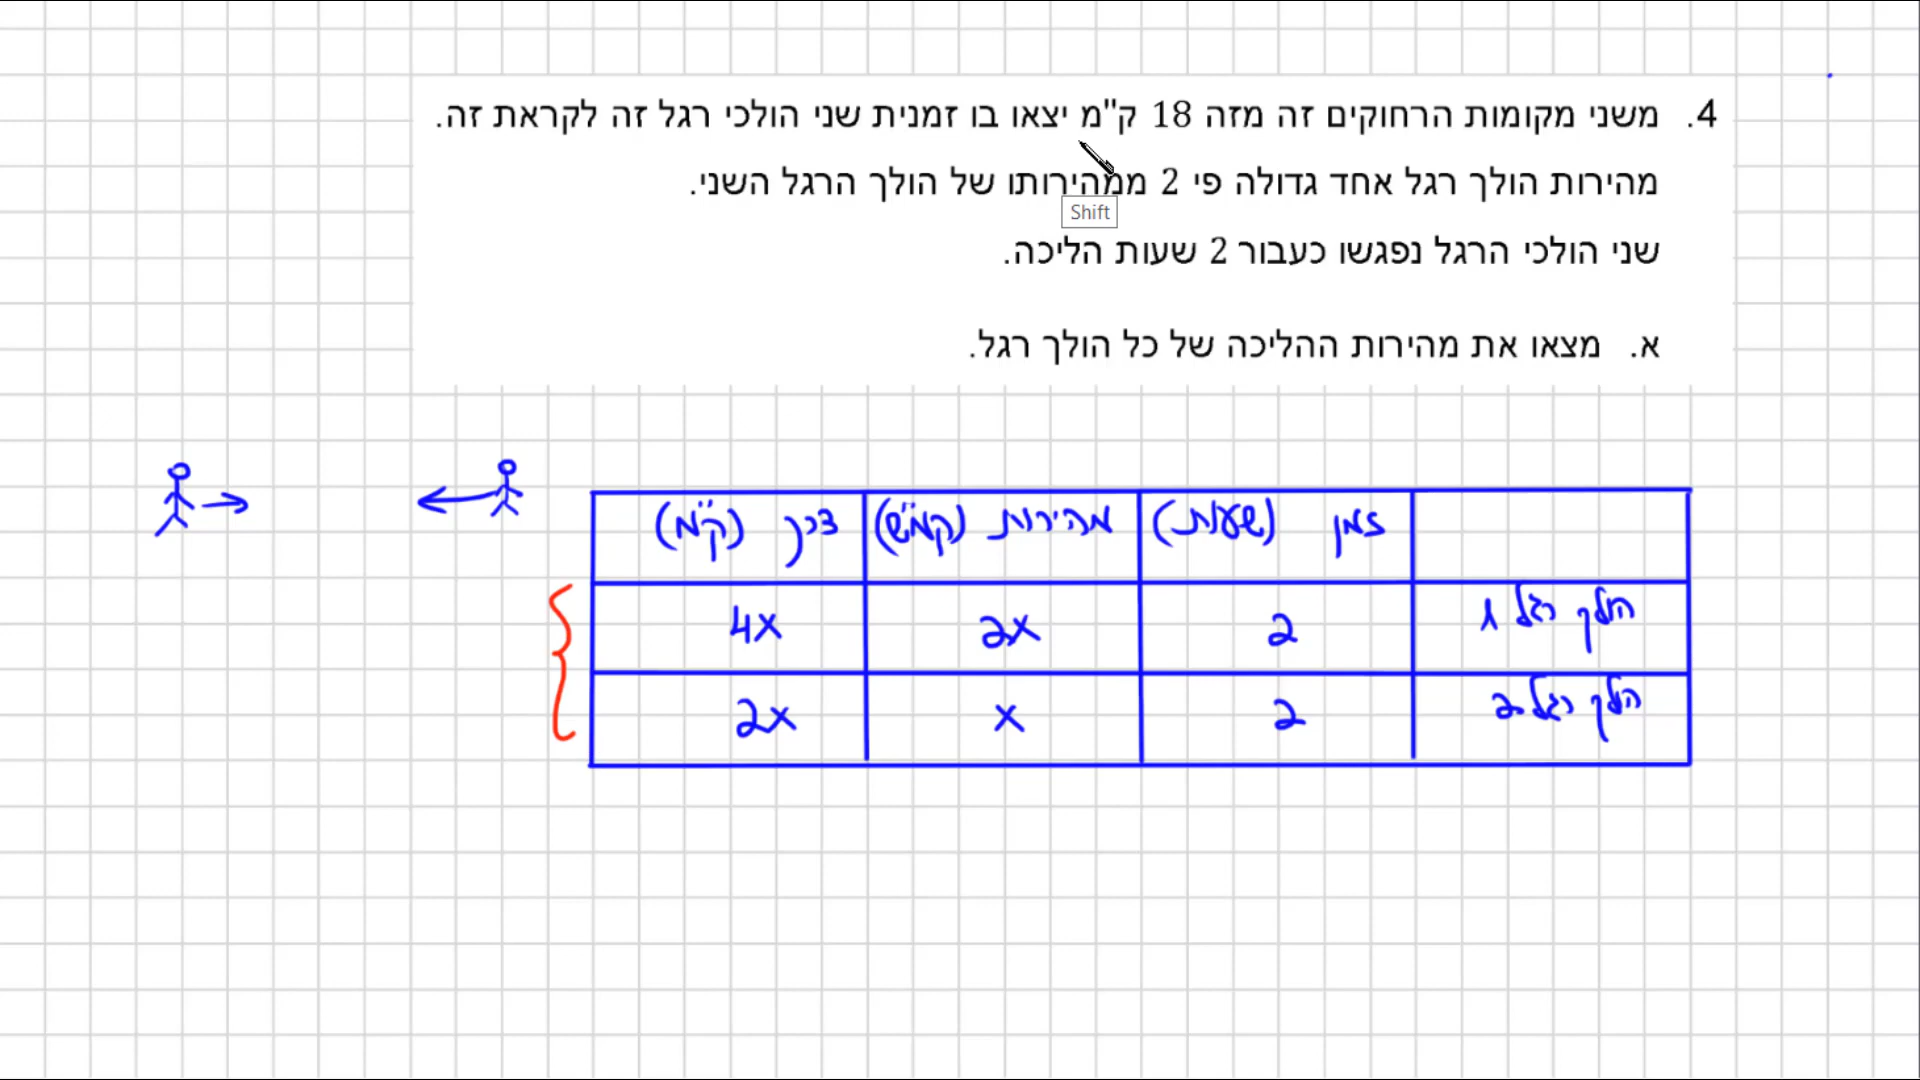 4. משני מקומות הרחוקים זה מזה 18 ק"מ יצאו בו זמנית שני הולכי רגל זה לקראת זה.
מהירות הולך רגל אחד גדולה פי 2 ממהירותו של הולך הרגל השני.
Shift
שני הולכי הרגל נפגשו כעבור 2 שעות הליכה.
א. מצאו את מהירות ההליכה של כל הולך רגל.
זמן (שעות) מהירות (קמ"ש) דרך (ק"מ)
הולך רגל 1 2 2x 4x
הולך רגל 2 2 x 2x